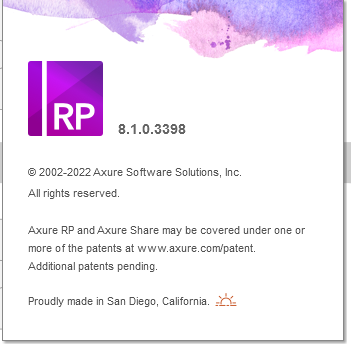 RP
8.1.0.3398
© 2002-2022 Axure Software Solutions, Inc.
All rights reserved.
Axure RP and Axure Share may be covered under one or
more of the patents at www.axure.com/patent.
Additional patents pending.
Proudly made in San Diego, California.